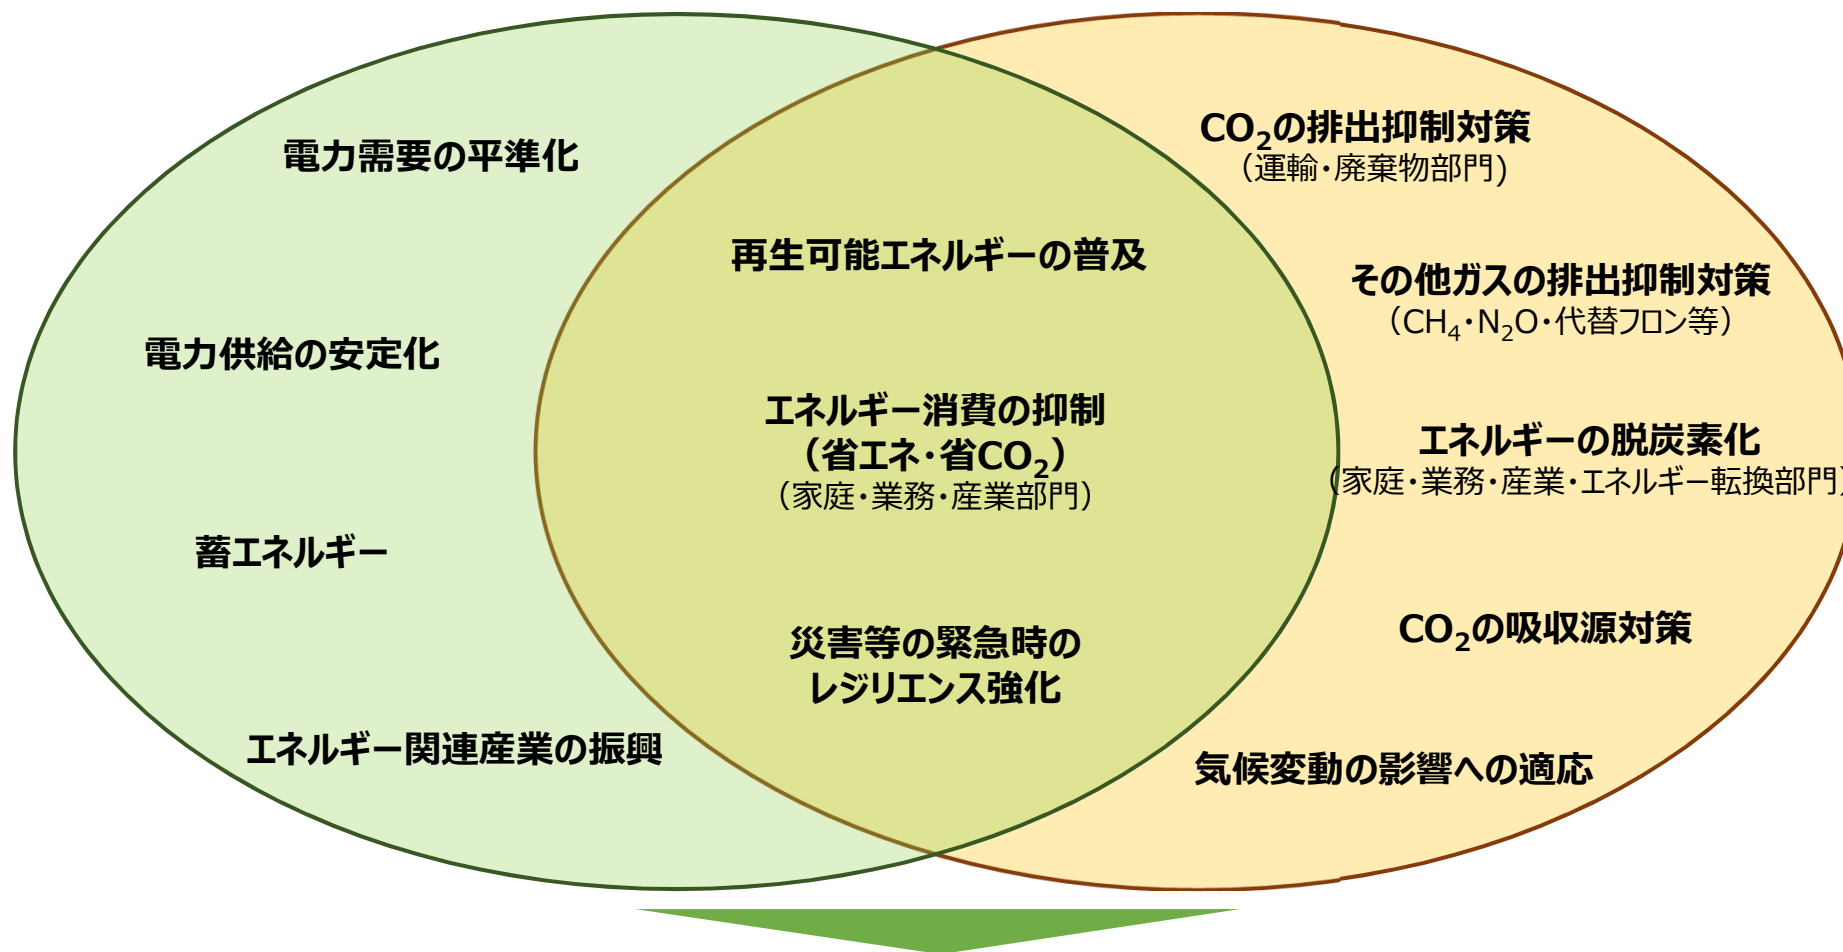 電力需要の平準化
電力供給の安定化
蓄エネルギー
エネルギー関連産業の振興
再生可能エネルギーの普及
エネルギー消費の抑制
（省エネ・省CO₂）
（家庭・業務・産業部門）
災害等の緊急時の
レジリエンス強化
CO₂の排出抑制対策
（運輸・廃棄物部門）
その他ガスの排出抑制対策
（CH₄・N₂O・代替フロン等）
エネルギーの脱炭素化
（家庭・業務・産業・エネルギー転換部門）
CO₂の吸収源対策
気候変動の影響への適応